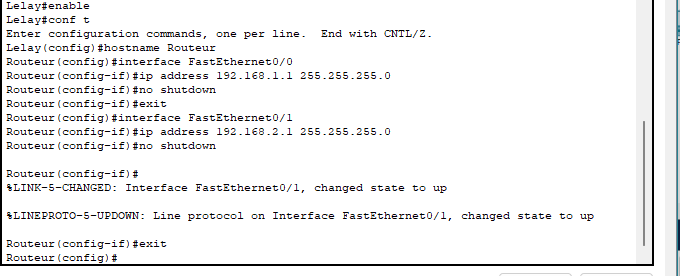 Lelay#enable
Lelay#conf t
Enter configuration commands, one per line.  End with CNTL/Z.
Lelay(config)#hostname Routeur
Routeur(config)#interface FastEthernet0/0
Routeur(config-if)#ip address 192.168.1.1 255.255.255.0
Routeur(config-if)#no shutdown
Routeur(config-if)#exit
Routeur(config)#interface FastEthernet0/1
Routeur(config-if)#ip address 192.168.2.1 255.255.255.0
Routeur(config-if)#no shutdown
Routeur(config-if)#
%LINK-5-CHANGED: Interface FastEthernet0/1, changed state to up
%LINEPROTO-5-UPDOWN: Line protocol on Interface FastEthernet0/1, changed state to up
Routeur(config-if)#exit
Routeur(config)#